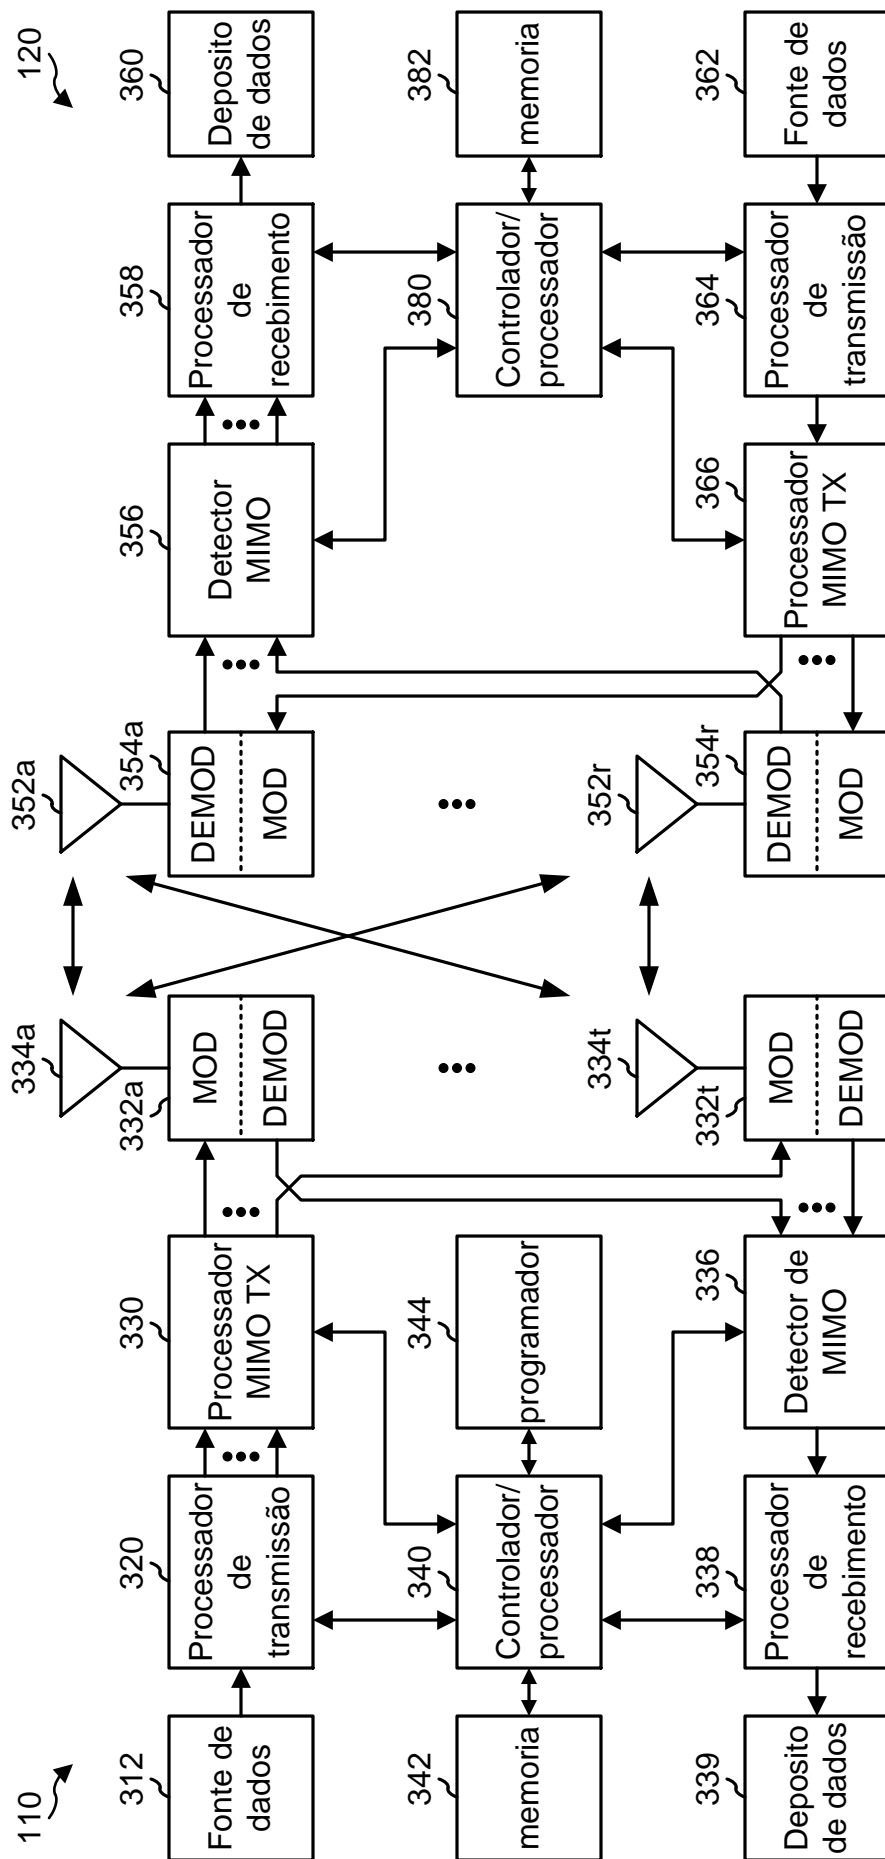 110
312
Fonte de
dados
320
Processador
de
transmissão
330
Processador
MIMO TX
334a
332a
MOD
DEMOD
352a
354a
DEMOD
MOD
356
Detector
MIMO
358
Processador
de
recebimento
360
Deposito
de dados
120
342
memoria
340
Controlador/
processador
344
programador
380
Controlador/
processador
382
memoria
339
Deposito
de dados
338
Processador
de
recebimento
336
Detector de
MIMO
334t
332t
MOD
DEMOD
352r
354r
DEMOD
MOD
366
Processador
MIMO TX
364
Processador
de
transmissão
362
Fonte de
dados